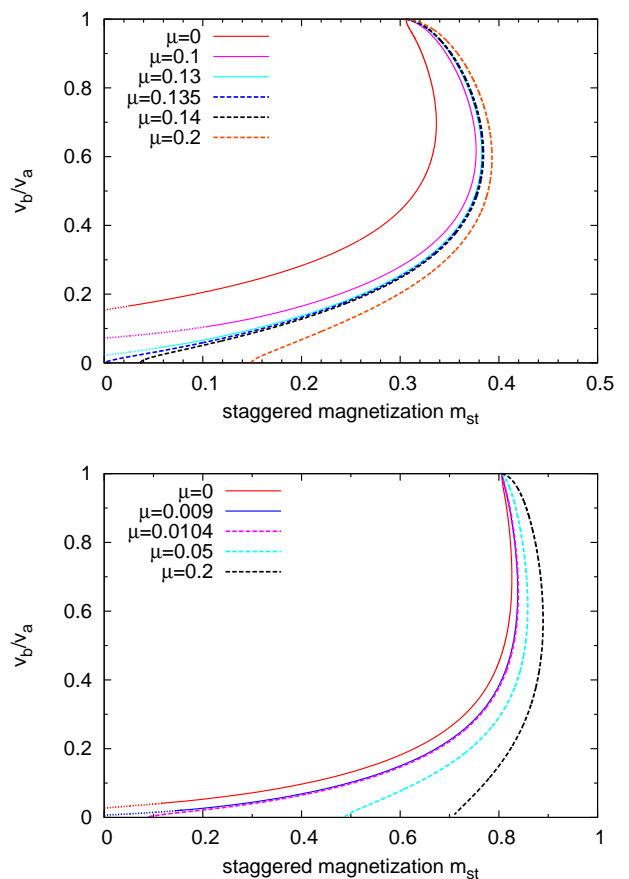 1
0.8
0.6
0.4
0.2
0
0 0.1 0.2 0.3 0.4 0.5
v_b/v_a
staggered magnetization m_st
μ=0
μ=0.1
μ=0.13
μ=0.135
μ=0.14
μ=0.2
1
0.8
0.6
0.4
0.2
0
0 0.2 0.4 0.6 0.8 1
v_b/v_a
staggered magnetization m_st
μ=0
μ=0.009
μ=0.0104
μ=0.05
μ=0.2